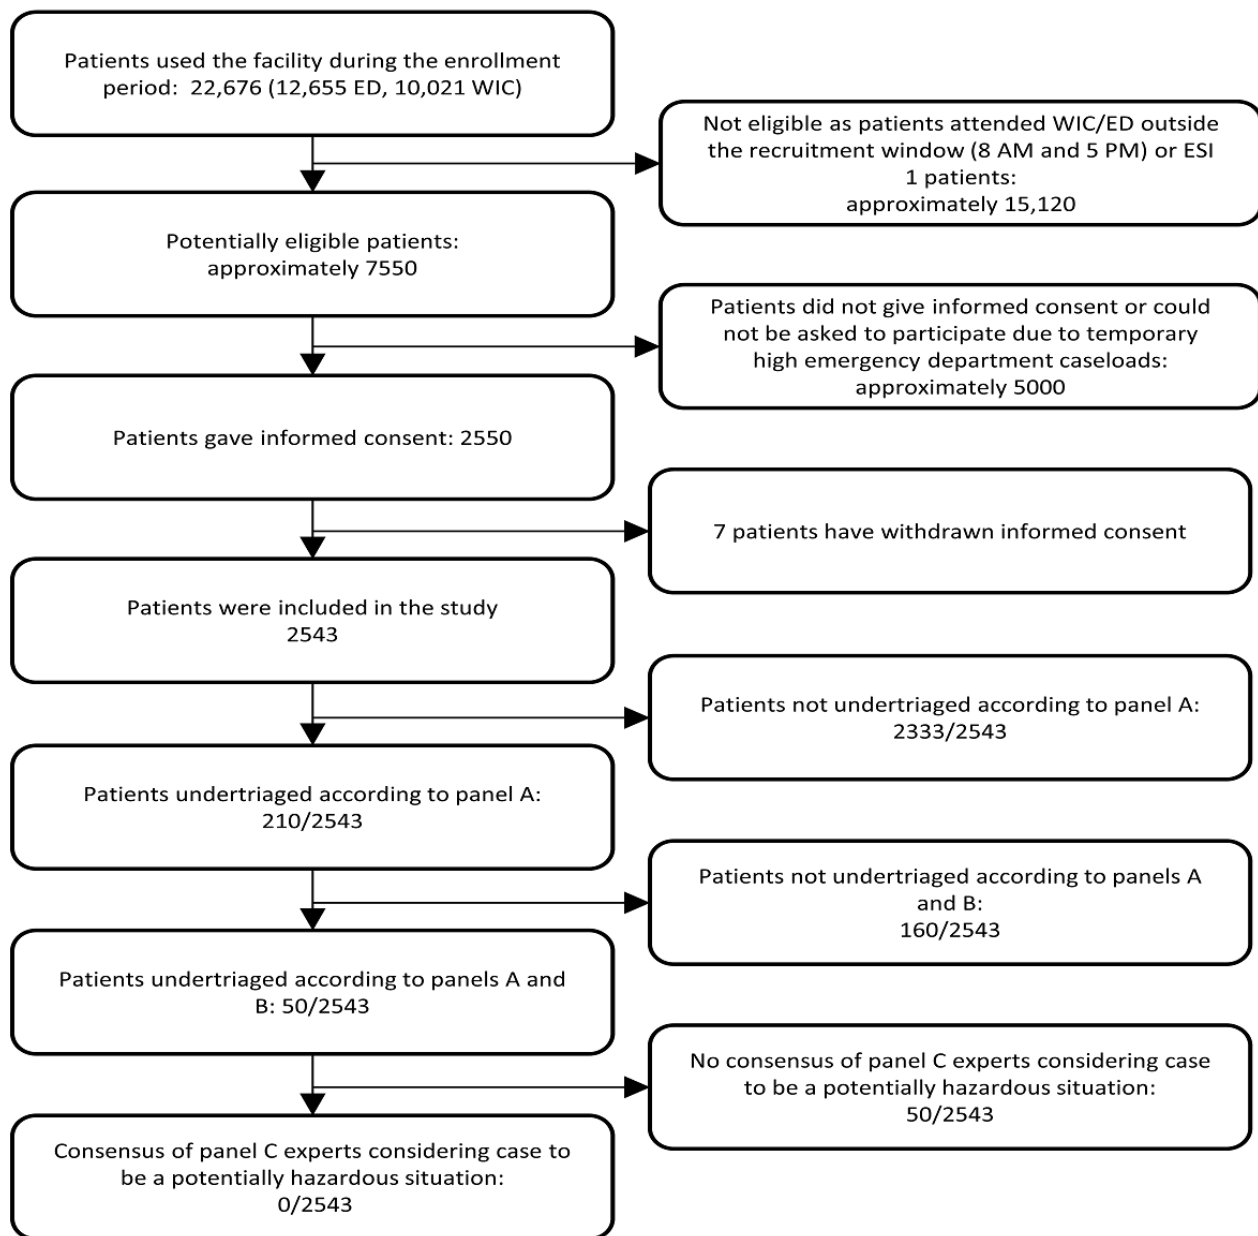 Patients used the facility during the enrollment
period:  22,676 (12,655 ED, 10,021 WIC)
Not eligible as patients attended WIC/ED outside
the recruitment window (8 AM and 5 PM) or ESI
1 patients:
approximately 15,120
Potentially eligible patients:
approximately 7550
Patients did not give informed consent or could
not be asked to participate due to temporary
high emergency department caseloads:
approximately 5000
Patients gave informed consent: 2550
7 patients have withdrawn informed consent
Patients were included in the study
2543
Patients not undertriaged according to panel A:
2333/2543
Patients undertriaged according to panel A:
210/2543
Patients not undertriaged according to panels A
and B:
160/2543
Patients undertriaged according to panels A and
B: 50/2543
No consensus of panel C experts considering case
to be a potentially hazardous situation:
50/2543
Consensus of panel C experts considering case to
be a potentially hazardous situation:
0/2543